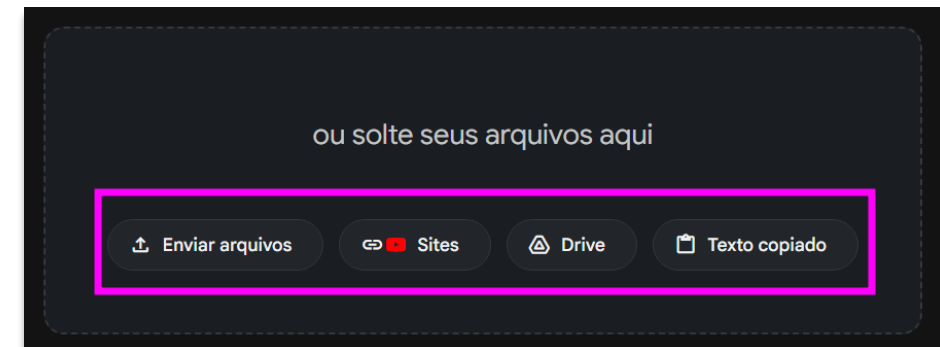 ou solte seus arquivos aqui
Enviar arquivos Sites Drive Texto copiado